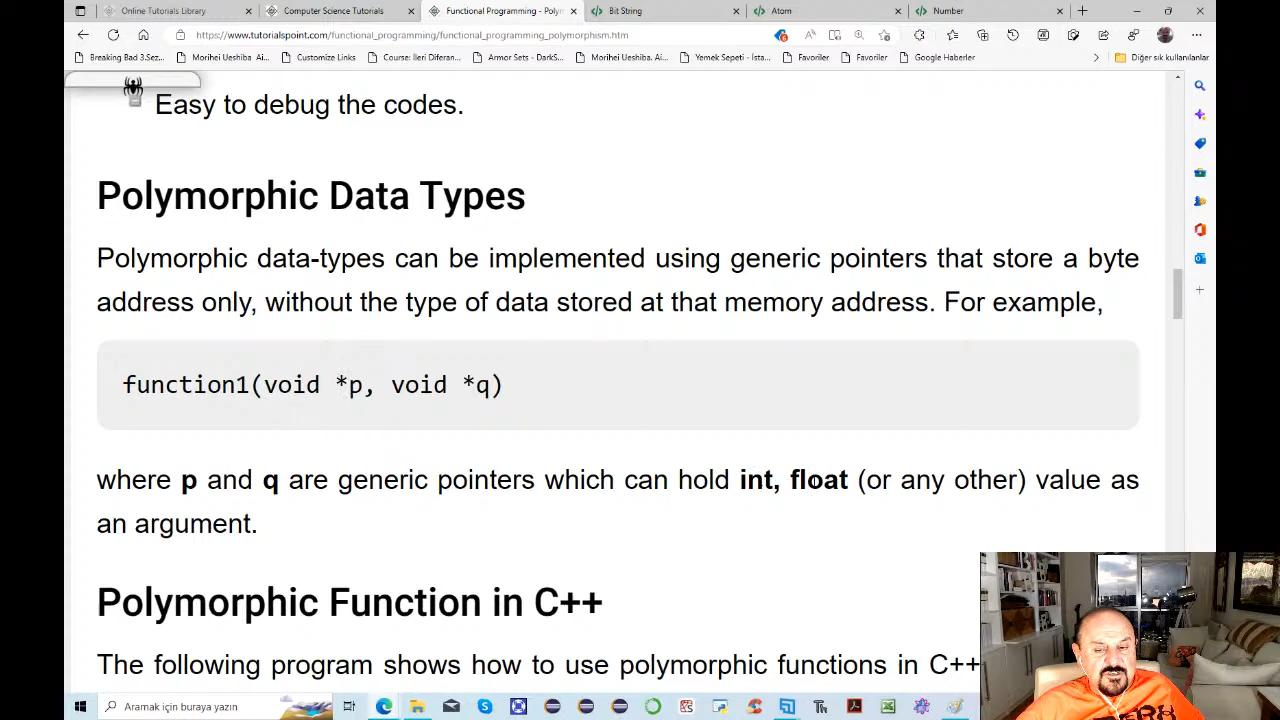 Online Tutorials Library
Computer Science Tutorials
Functional Programming - Polym
Bit String
Atom
Number
https://www.tutorialspoint.com/functional_programming/functional_programming_polymorphism.htm
Breaking Bad 3.Sez...
Morihei Ueshiba. Ai...
Customize Links
Course: Ileri Diferan...
Armor Sets - DarkS...
Morihei Ueshiba. Ai...
Yemek Sepeti - İsta...
Favoriler
Favoriler
Google Haberler
Diğer sık kullanılanlar
Easy to debug the codes.
Polymorphic Data Types
Polymorphic data-types can be implemented using generic pointers that store a byte
address only, without the type of data stored at that memory address. For example,
function1(void *p, void *q)
where p and q are generic pointers which can hold int, float (or any other) value as
an argument.
Polymorphic Function in C++
The following program shows how to use polymorphic functions in C++
Aramak için buraya yazın